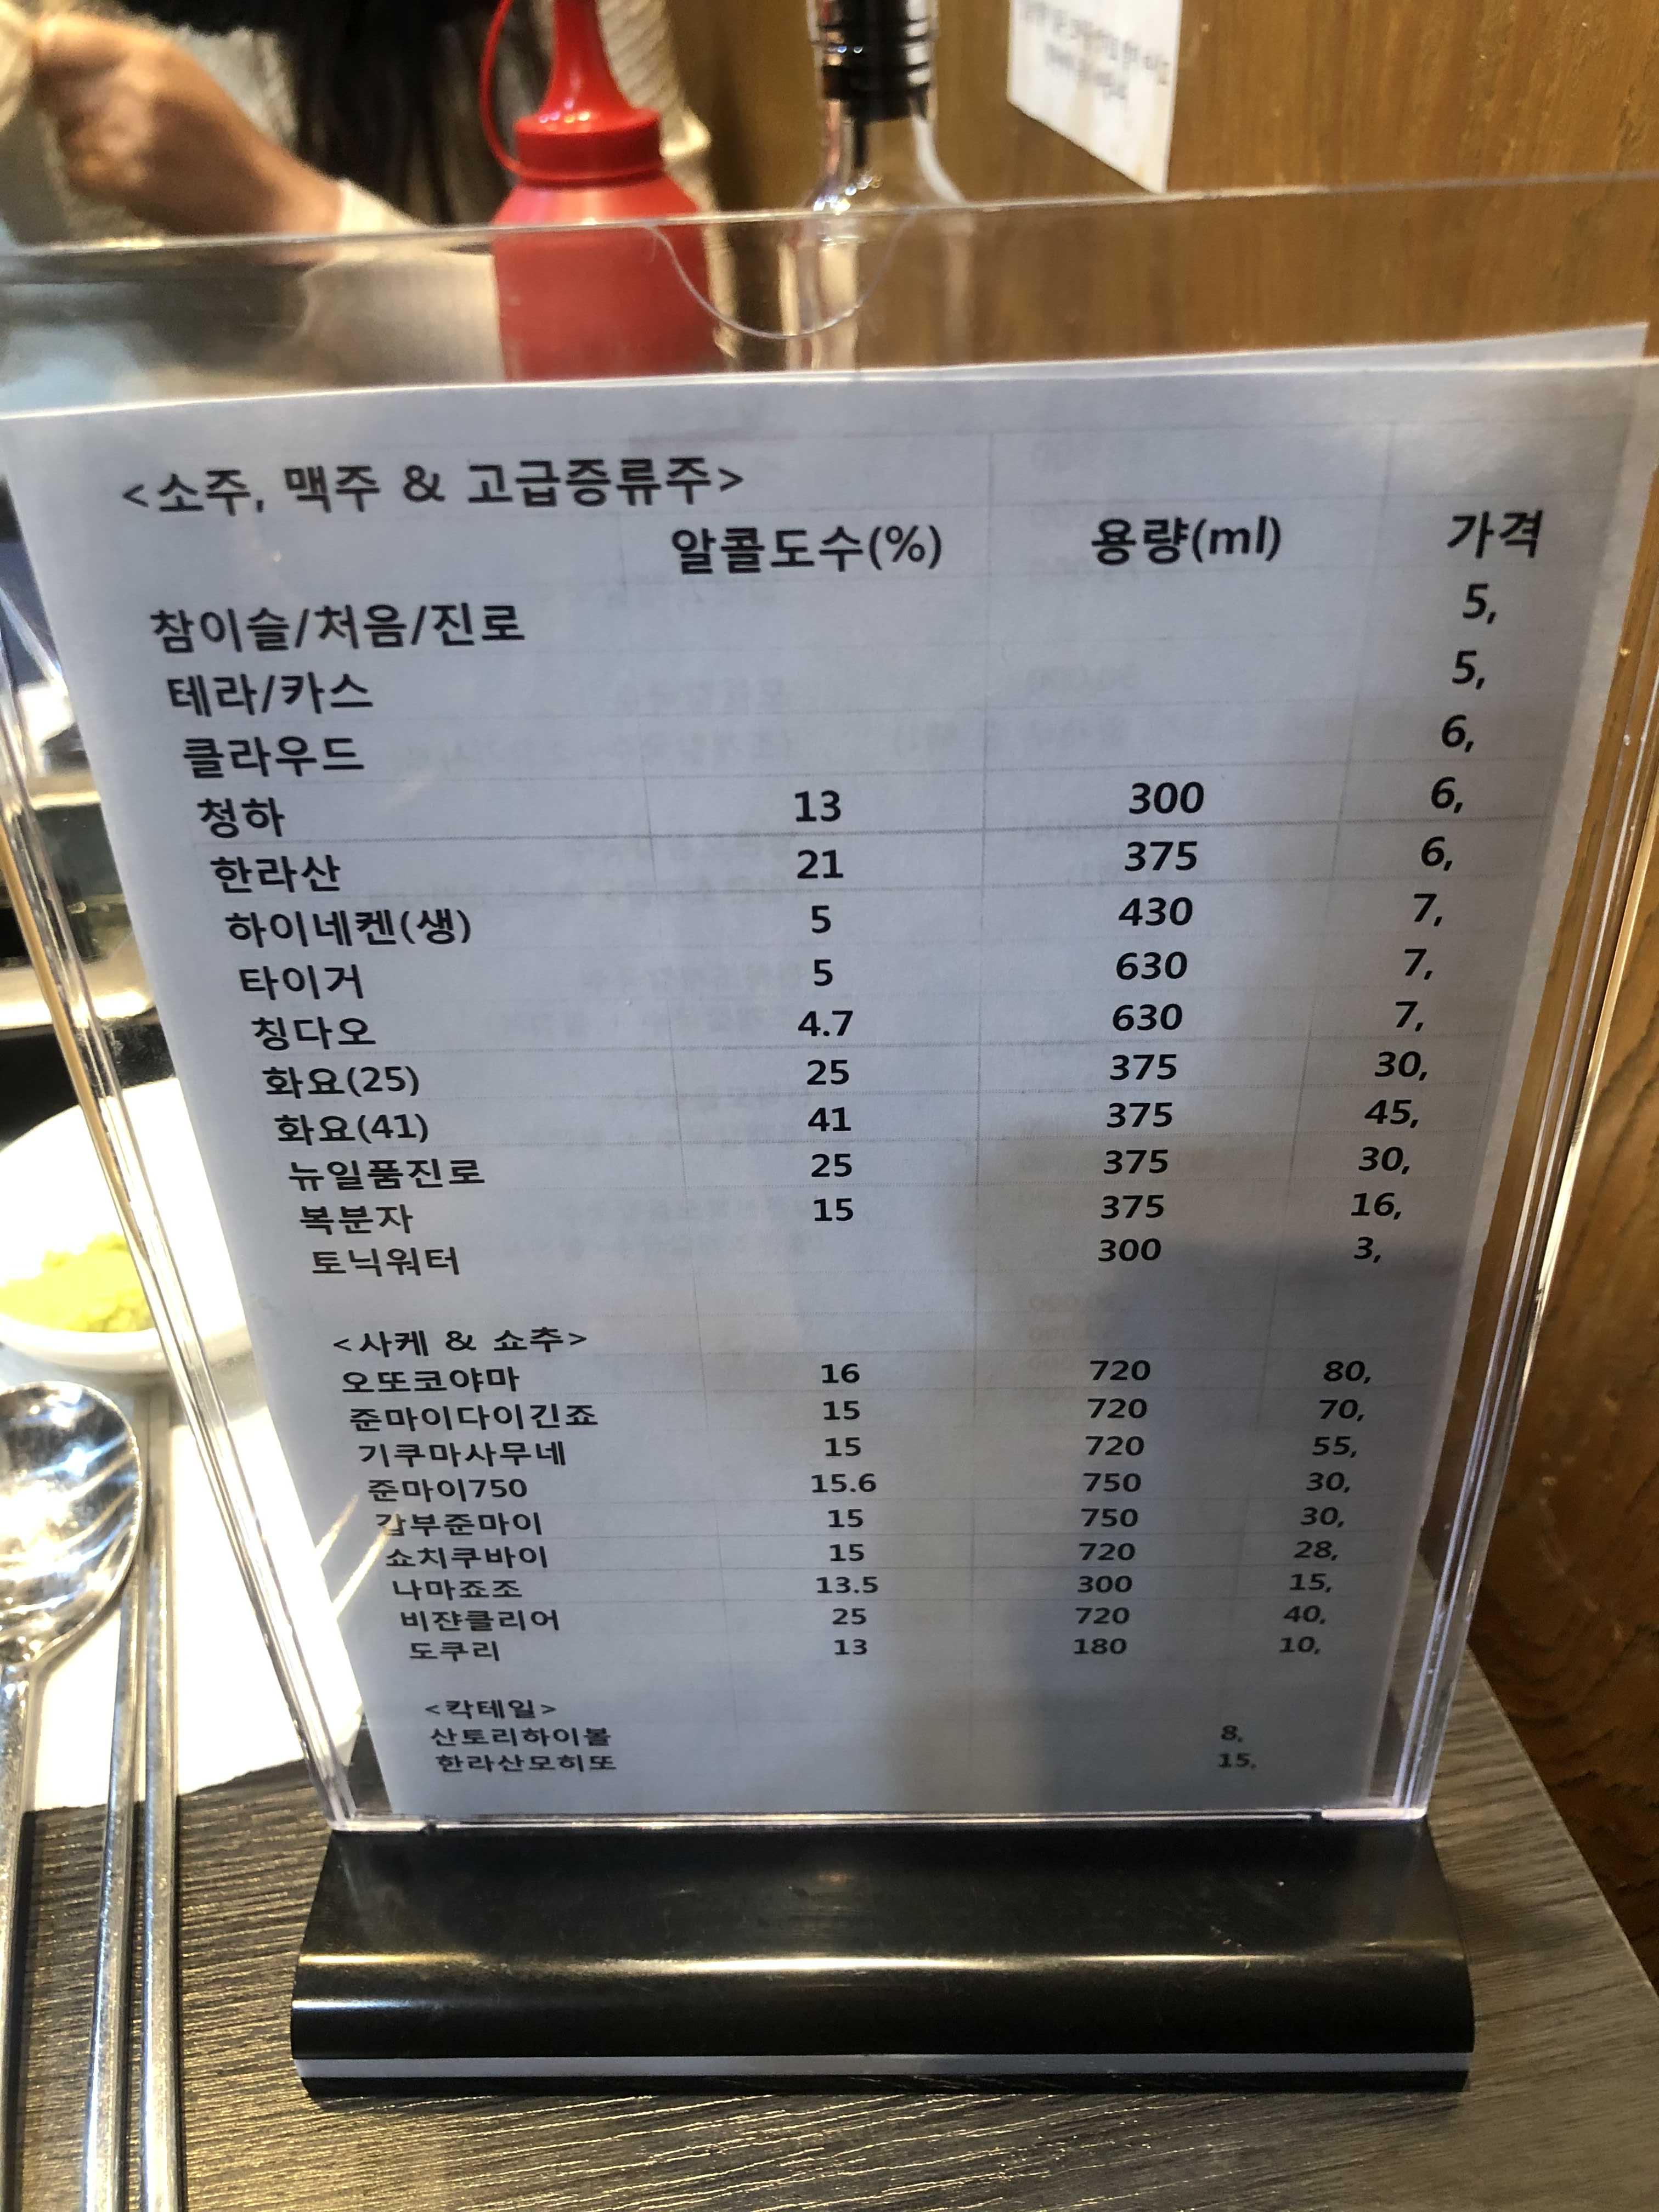 <소주, 맥주 & 고급증류주>
알콜도수(%) 용량(ml) 가격
참이슬/처음/진로 5,
테라/카스 5,
클라우드 6,
청하 13 300 6,
한라산 21 375 6,
하이네켄(생) 5 430 7,
타이거 5 630 7,
칭다오 4.7 630 7,
화요(25) 25 375 30,
화요(41) 41 375 45,
뉴일품진로 25 375 30,
복분자 15 375 16,
토닉워터 300 3,
<사케 & 쇼추>
오또코야마 16 720 80,
준마이다이긴죠 15 720 70,
기쿠마사무네 15 720 55,
준마이750 15.6 750 30,
갑부준마이 15 750 30,
쇼치쿠바이 15 720 28,
나마죠조 13.5 300 15,
비쟌클리어 25 720 40,
도쿠리 13 180 10,
<칵테일>
산토리하이볼 8,
한라산모히또 15,